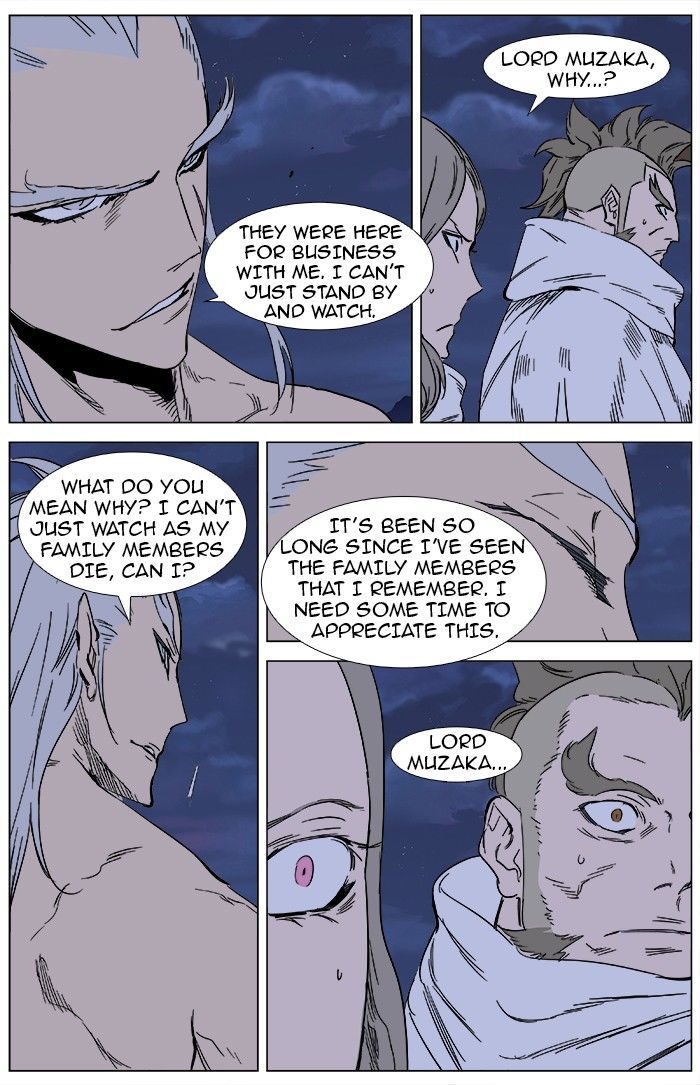 THEY WERE HERE
FOR BUSINESS
WITH ME. I CAN'T
JUST STAND BY
AND WATCH.
LORD MUZAKA,
WHY...?
WHAT DO YOU
MEAN WHY? I CAN'T
JUST WATCH AS MY
FAMILY MEMBERS
DIE, CAN I?
IT'S BEEN SO
LONG SINCE I'VE SEEN
THE FAMILY MEMBERS
THAT I REMEMBER. I
NEED SOME TIME TO
APPRECIATE THIS.
LORD
MUZAKA...